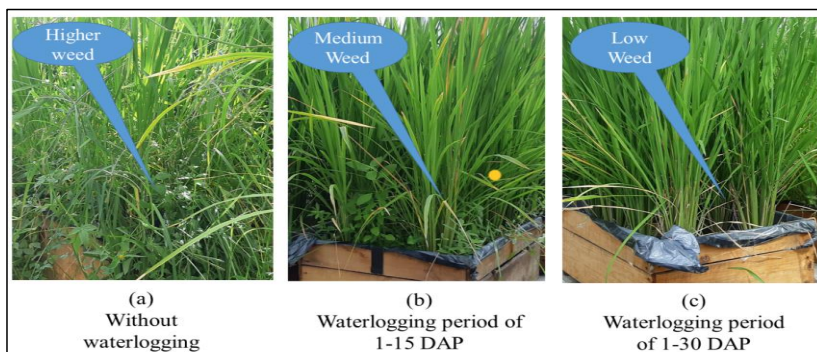 Higher
weed
Medium
Weed
Low
Weed
(a)
Without
waterlogging
(b)
Waterlogging period of
1-15 DAP
(c)
Waterlogging period
of 1-30 DAP